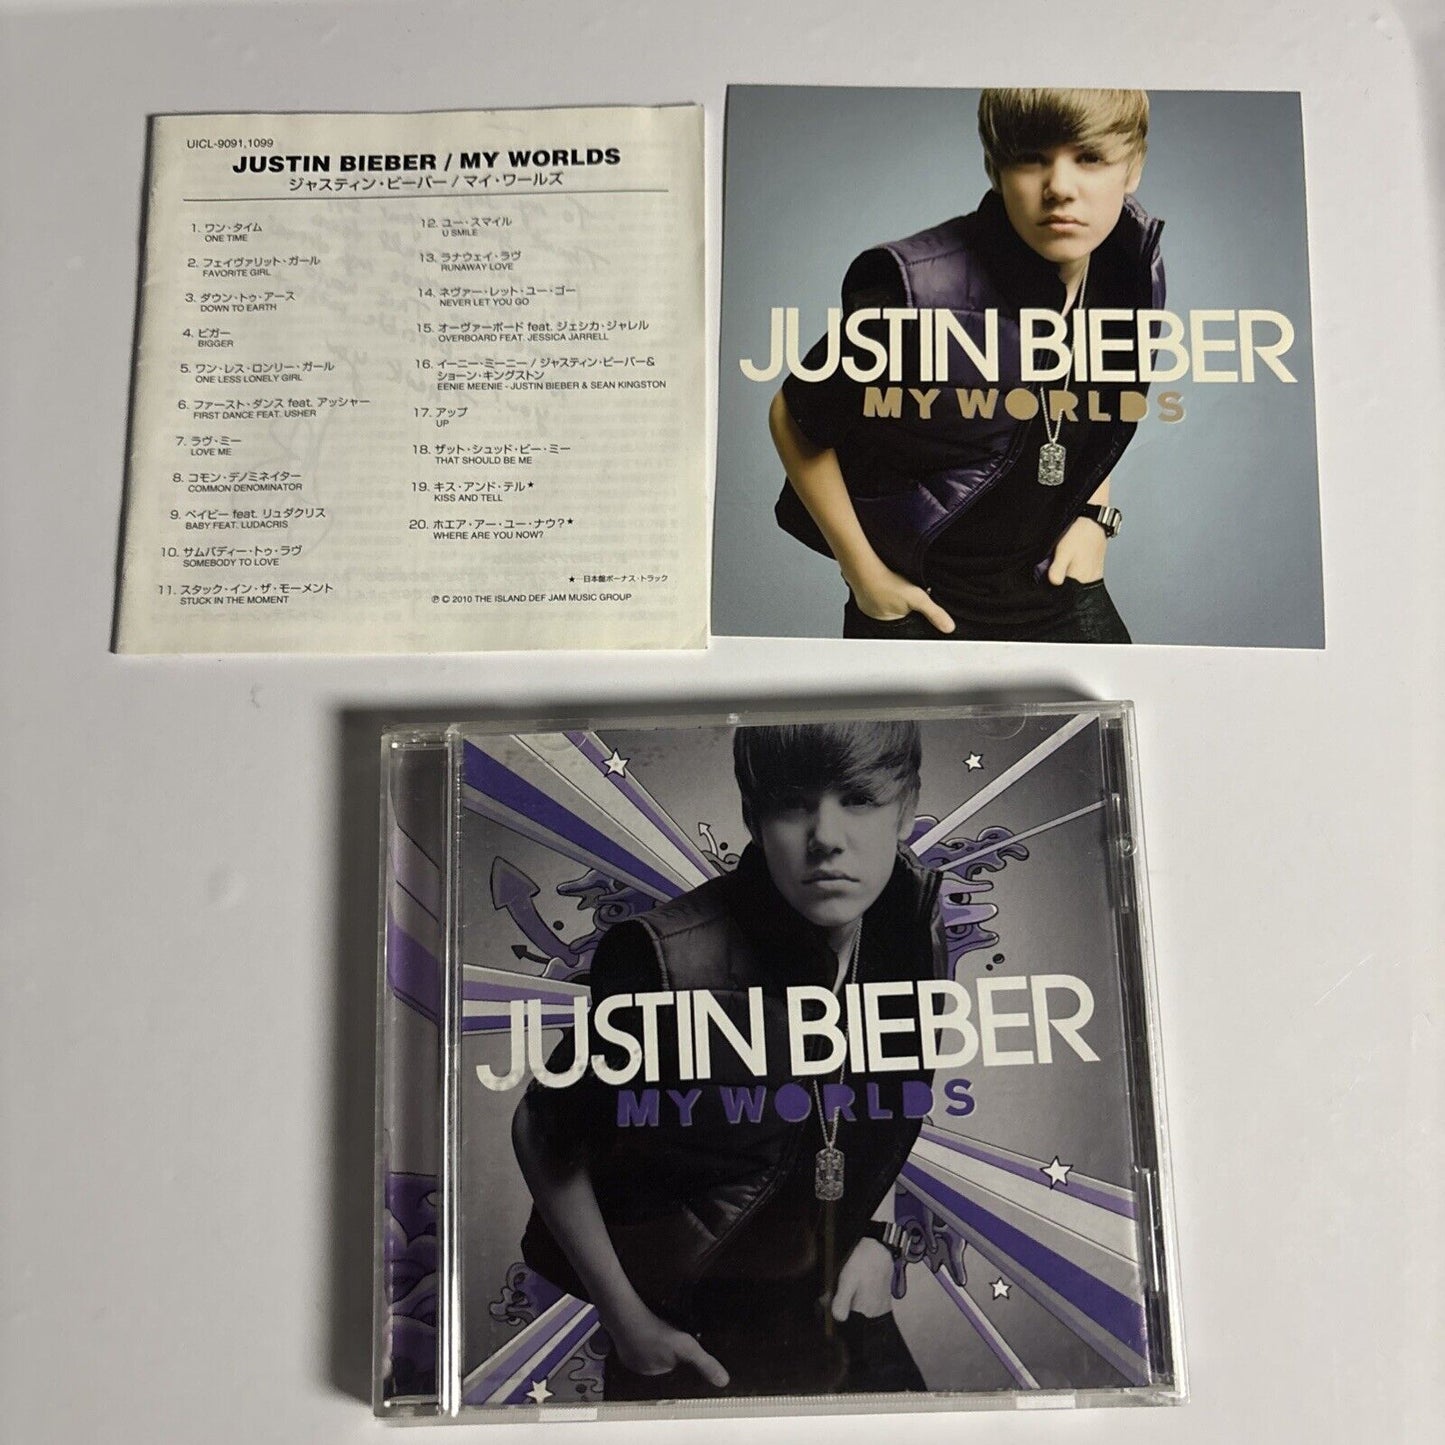 UICL-9091,1099
JUSTIN BIEBER / MY WORLDS
ジャスティン・ビーバー / マイ・ワールズ
1. ワン・タイム
ONE TIME
2. フェイヴァリット・ガール
FAVORITE GIRL
3. ダウン・トゥ・アース
DOWN TO EARTH
4. ビガー
BIGGER
5. ワン・レス・ロンリー・ガール
ONE LESS LONELY GIRL
6. ファースト・ダンス feat. アッシャー
FIRST DANCE FEAT. USHER
7. ラヴ・ミー
LOVE ME
8. コモン・デノミネイター
COMMON DENOMINATOR
9. ベイビー feat. リュダクリス
BABY FEAT. LUDACRIS
10. サムバディー・トゥ・ラヴ
SOMEBODY TO LOVE
11. スタック・イン・ザ・モーメント
STUCK IN THE MOMENT
12. ユー・スマイル
U SMILE
13. ラナウェイ・ラヴ
RUNAWAY LOVE
14. ネヴァー・レット・ユー・ゴー
NEVER LET YOU GO
15. オーヴァーボード feat. ジェシカ・ジャレル
OVERBOARD FEAT. JESSICA JARRELL
16. イーニー・ミーニー / ジャスティン・ビーバー&
ショーン・キングストン
EENIE MEENIE - JUSTIN BIEBER & SEAN KINGSTON
17. アップ
UP
18. ザット・シュッド・ビー・ミー
THAT SHOULD BE ME
19. キス・アンド・テル★
KISS AND TELL
20. ホエア・アー・ユー・ナウ?★
WHERE ARE YOU NOW?
★ 日本盤ボーナス・トラック
℗ © 2010 THE ISLAND DEF JAM MUSIC GROUP
JUSTIN BIEBER
MY WORLDS
JUSTIN BIEBER
MY WORLDS